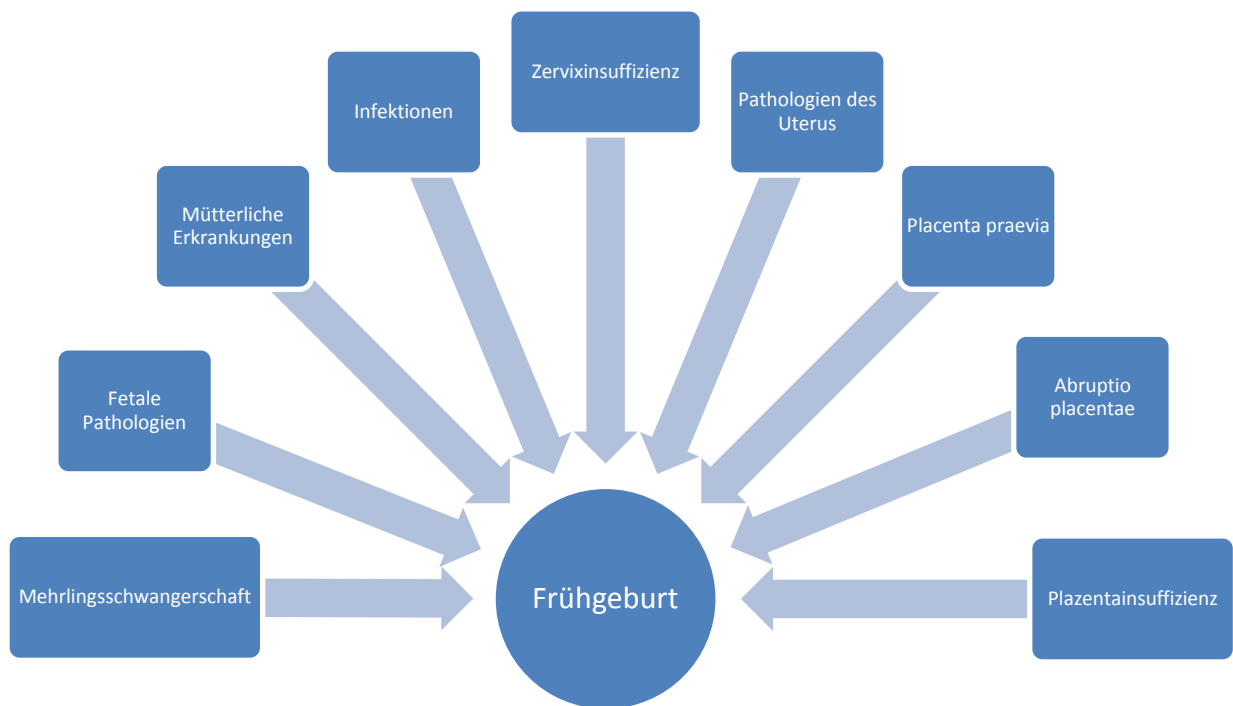 Zervixinsuffizienz
Infektionen
Pathologien des
Uterus
Mütterliche
Erkrankungen
Placenta praevia
Fetale
Pathologien
Abruptio
placentae
Mehrlingsschwangerschaft
Frühgeburt
Plazentainsuffizienz